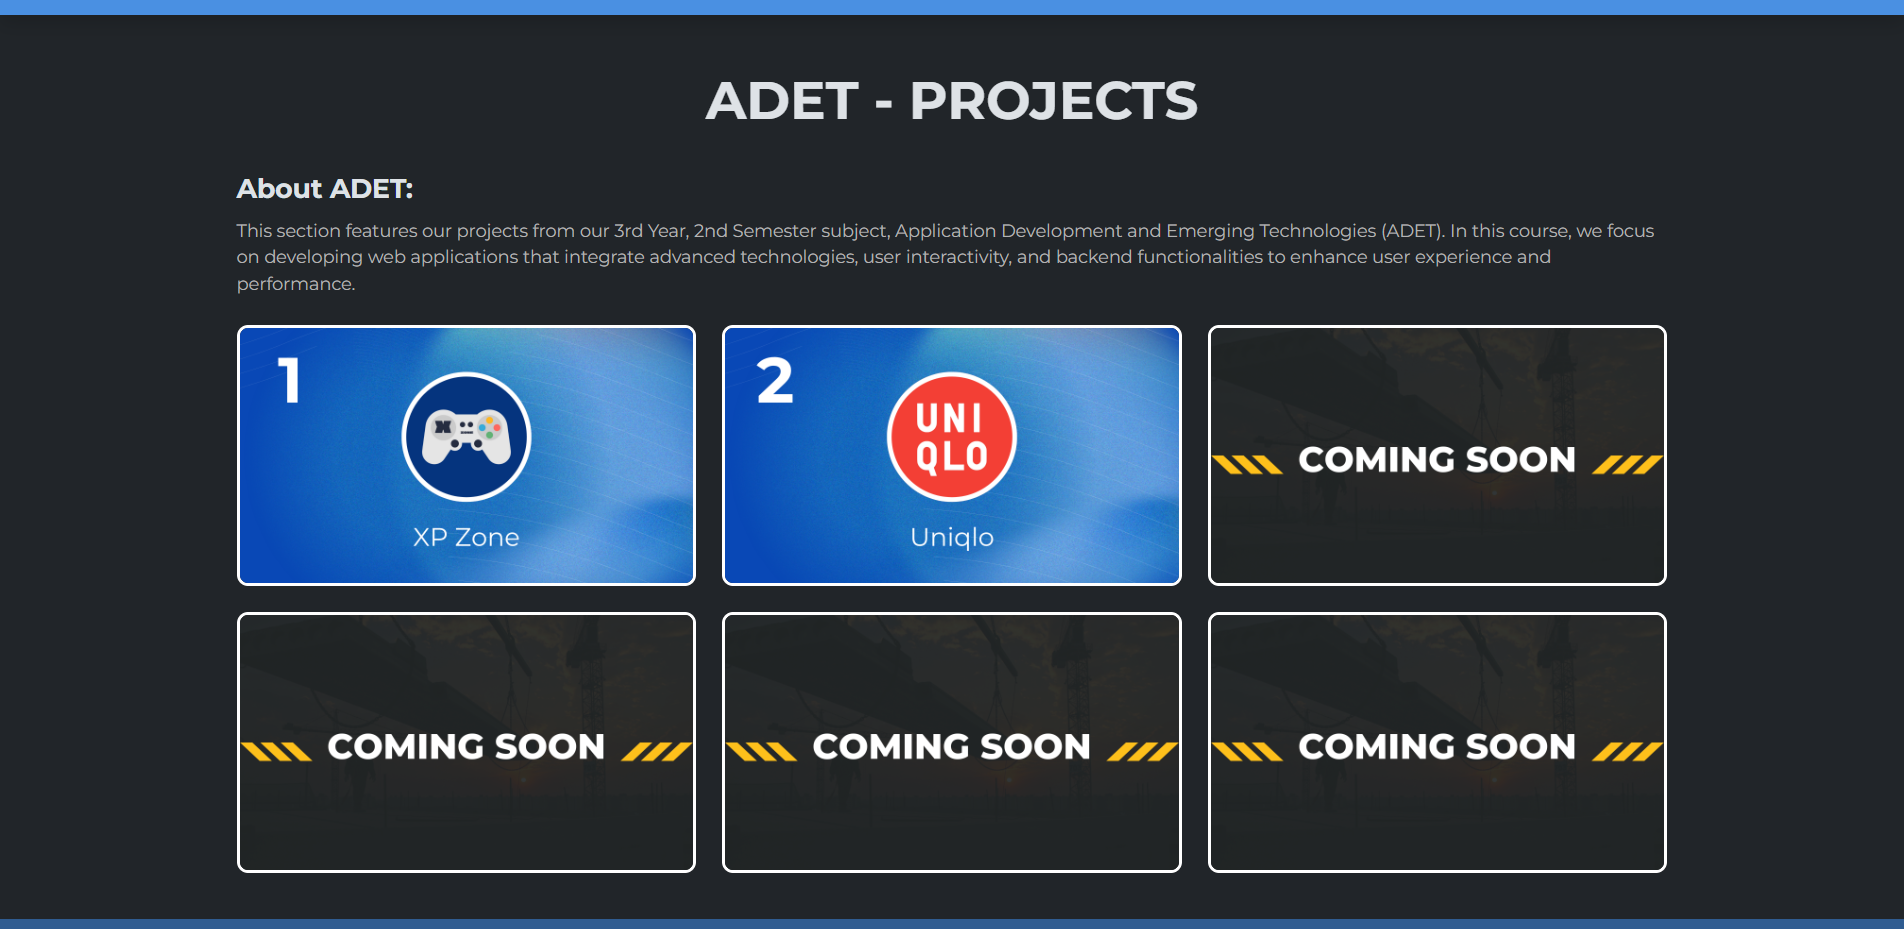 ADET - PROJECTS
About ADET:
This section features our projects from our 3rd Year, 2nd Semester subject, Application Development and Emerging Technologies (ADET). In this course, we focus
on developing web applications that integrate advanced technologies, user interactivity, and backend functionalities to enhance user experience and
performance.
1
XP Zone
2
UNI
QLO
Uniqlo
COMING SOON
COMING SOON
COMING SOON
COMING SOON